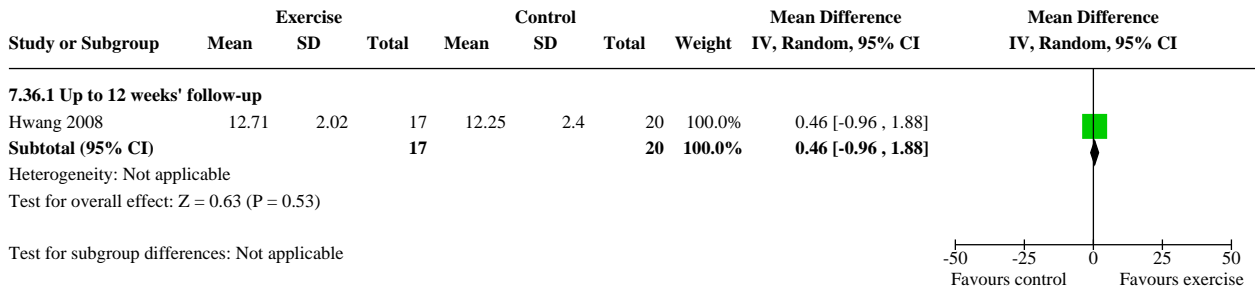 Exercise Control Mean Difference Mean Difference
Study or Subgroup Mean SD Total Mean SD Total Weight IV, Random, 95% CI IV, Random, 95% CI
7.36.1 Up to 12 weeks' follow-up
Hwang 2008 12.71 2.02 17 12.25 2.4 20 100.0% 0.46 [-0.96 , 1.88]
Subtotal (95% CI) 17 20 100.0% 0.46 [-0.96 , 1.88]
Heterogeneity: Not applicable
Test for overall effect: Z = 0.63 (P = 0.53)
Test for subgroup differences: Not applicable
-50 -25 0 25 50
Favours control Favours exercise